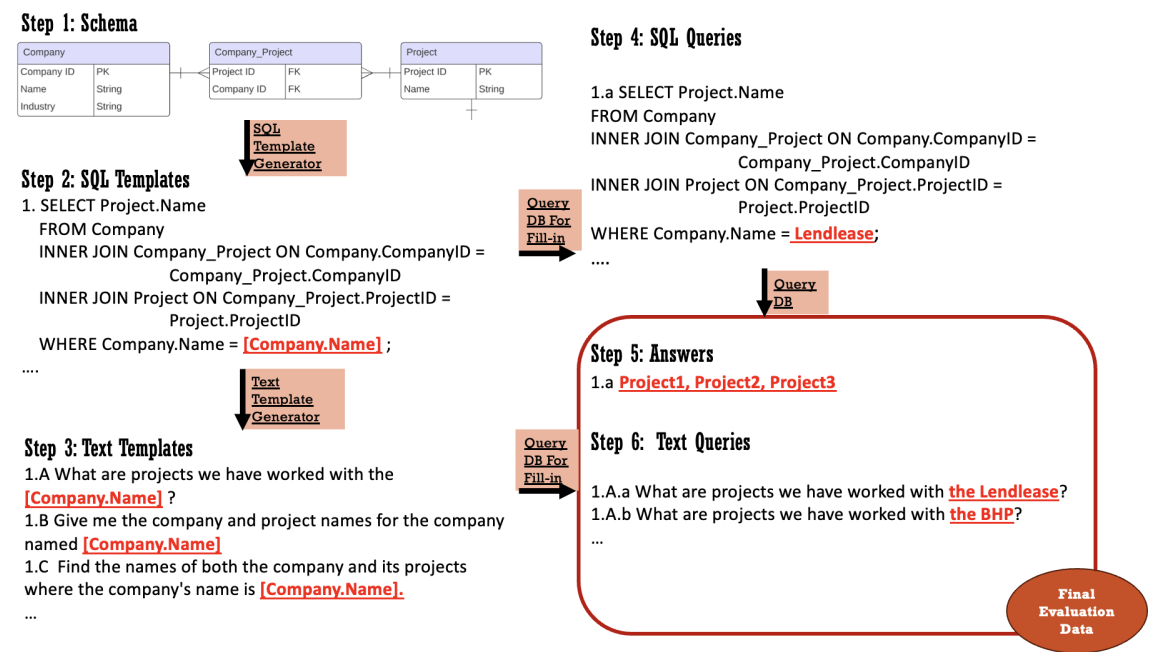 Step 1: Schema
Company
Company ID PK
Name String
Industry String
Company_Project
Project ID FK
Company ID FK
Project
Project ID PK
Name String
SQL
Template
Generator
Step 2: SQL Templates
1. SELECT Project.Name
FROM Company
INNER JOIN Company_Project ON Company.CompanyID =
Company_Project.CompanyID
INNER JOIN Project ON Company_Project.ProjectID =
Project.ProjectID
WHERE Company.Name = [Company.Name] ;
....
Text
Template
Generator
Step 3: Text Templates
1.A What are projects we have worked with the
[Company.Name] ?
1.B Give me the company and project names for the company
named [Company.Name]
1.C Find the names of both the company and its projects
where the company's name is [Company.Name].
...
Query
DB For
Fill-in
Step 4: SQL Queries
1.a SELECT Project.Name
FROM Company
INNER JOIN Company_Project ON Company.CompanyID =
Company_Project.CompanyID
INNER JOIN Project ON Company_Project.ProjectID =
Project.ProjectID
WHERE Company.Name = Lendlease;
....
Query
DB
Step 5: Answers
1.a Project1, Project2, Project3
Query
DB For
Fill-in
Step 6: Text Queries
1.A.a What are projects we have worked with the Lendlease?
1.A.b What are projects we have worked with the BHP?
...
Final
Evaluation
Data